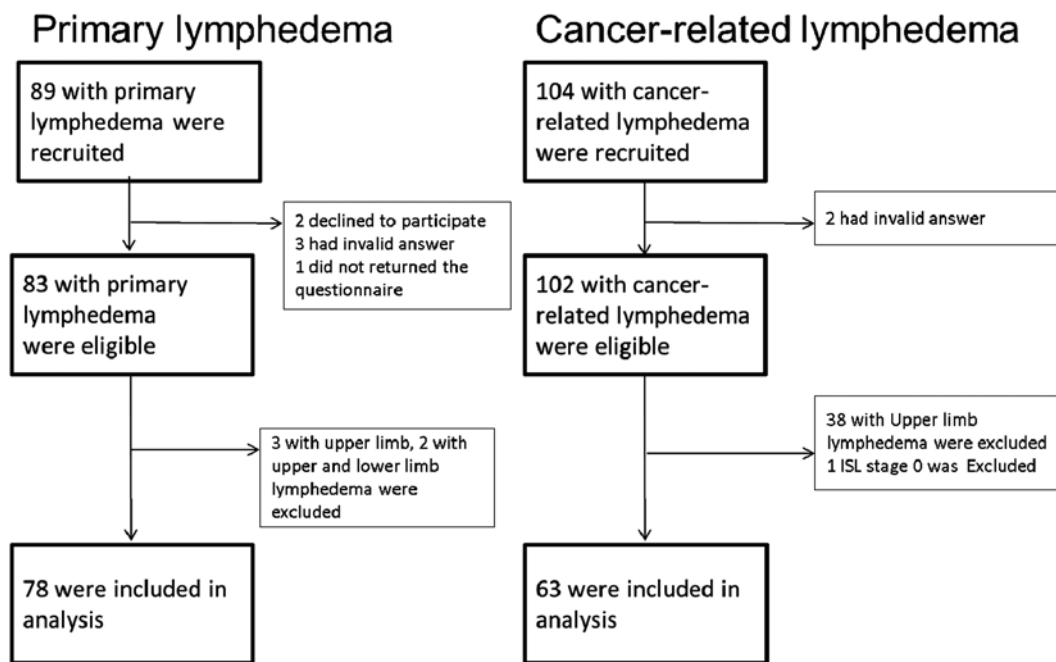 Primary lymphedema
89 with primary
lymphedema were
recruited
2 declined to participate
3 had invalid answer
1 did not returned the
questionnaire
83 with primary
lymphedema
were eligible
3 with upper limb, 2 with
upper and lower limb
lymphedema were
excluded
78 were included in
analysis
Cancer-related lymphedema
104 with cancer-
related lymphedema
were recruited
2 had invalid answer
102 with cancer-
related lymphedema
were eligible
38 with Upper limb
lymphedema were excluded
1 ISL stage 0 was Excluded
63 were included in
analysis